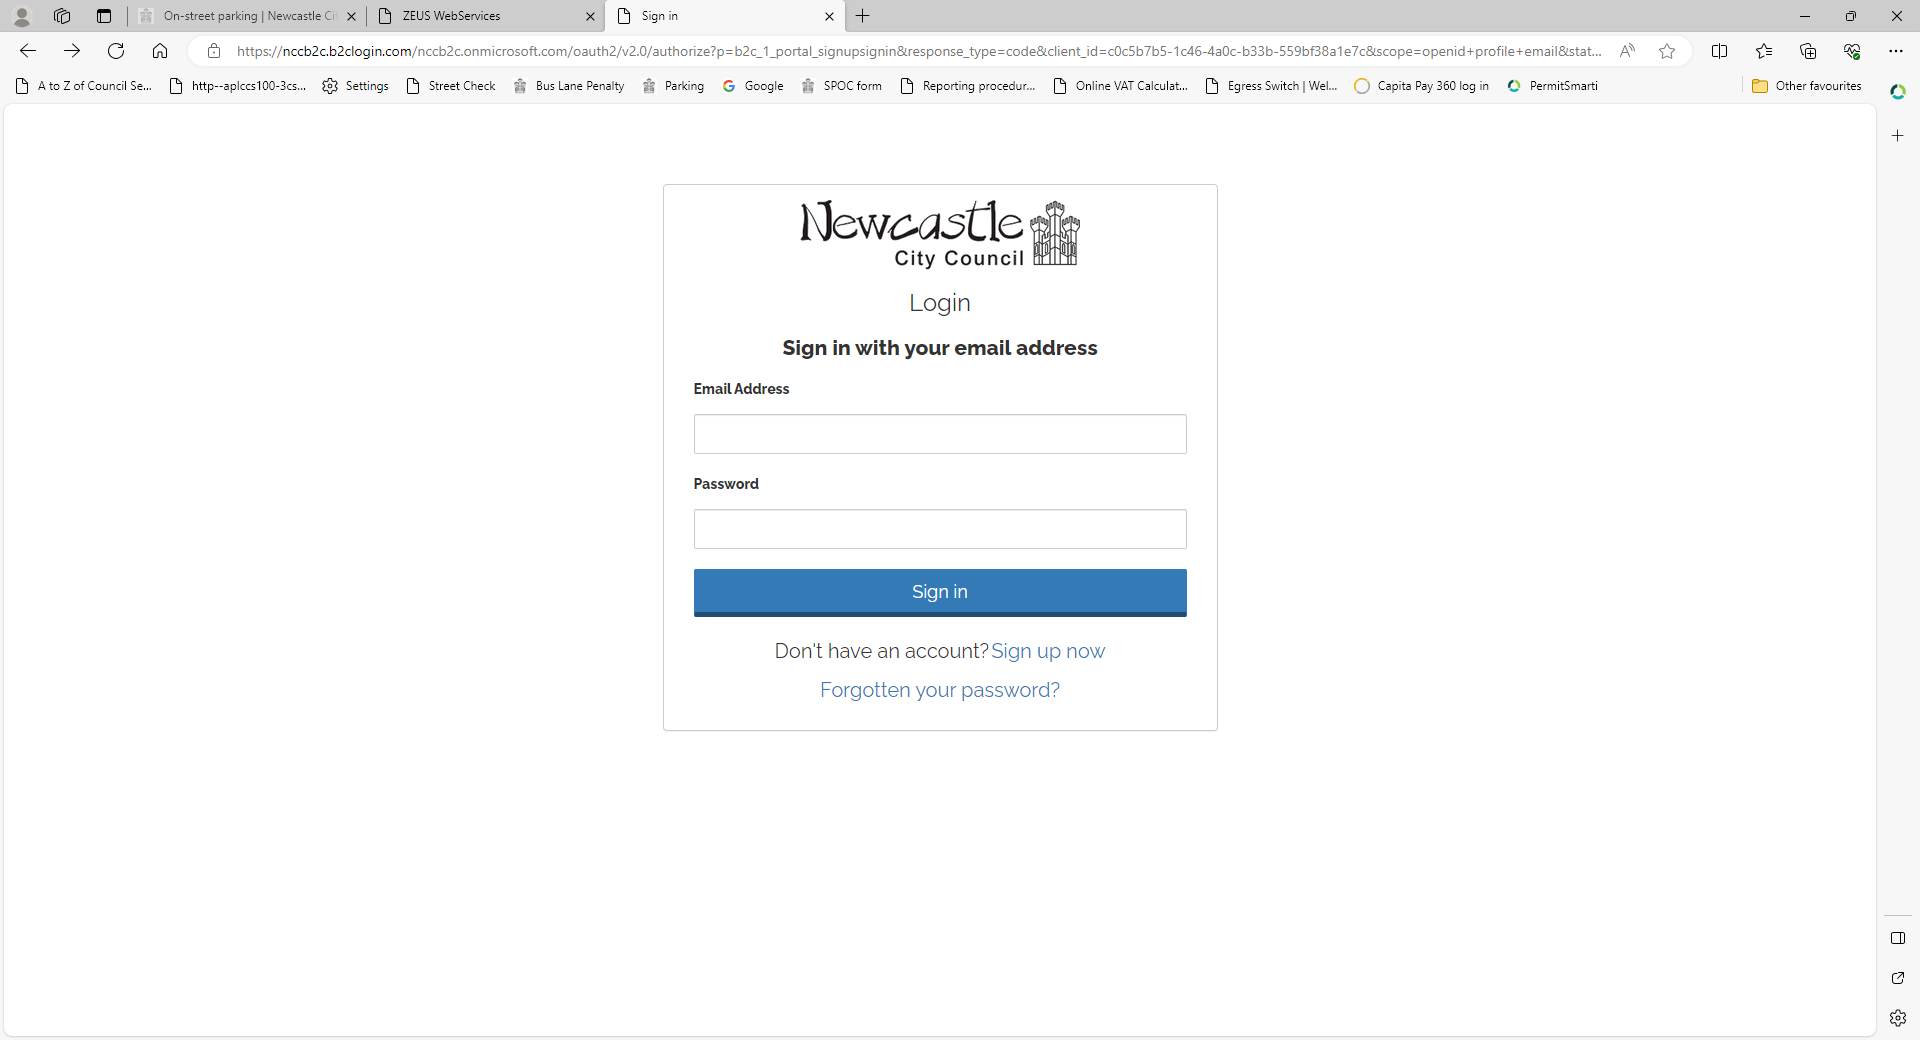 On-street parking | Newcastle Ci
ZEUS WebServices
Sign in
https://nccb2c.b2clogin.com/nccb2c.onmicrosoft.com/oauth2/v2.0/authorize?p=b2c_1_portal_signupsignin&response_type=code&client_id=c0c5b7b5-1c46-4a0c-b33b-559bf38a1e7c&scope=openid+profile+email&stat...
A to Z of Council Se...
http--aplccs100-3cs...
Settings
Street Check
Bus Lane Penalty
Parking
Google
SPOC form
Reporting procedur...
Online VAT Calculat...
Egress Switch | Wel...
Capita Pay 360 log in
PermitSmarti
Other favourites
Newcastle
City Council
Login
Sign in with your email address
Email Address
Password
Sign in
Don't have an account? Sign up now
Forgotten your password?